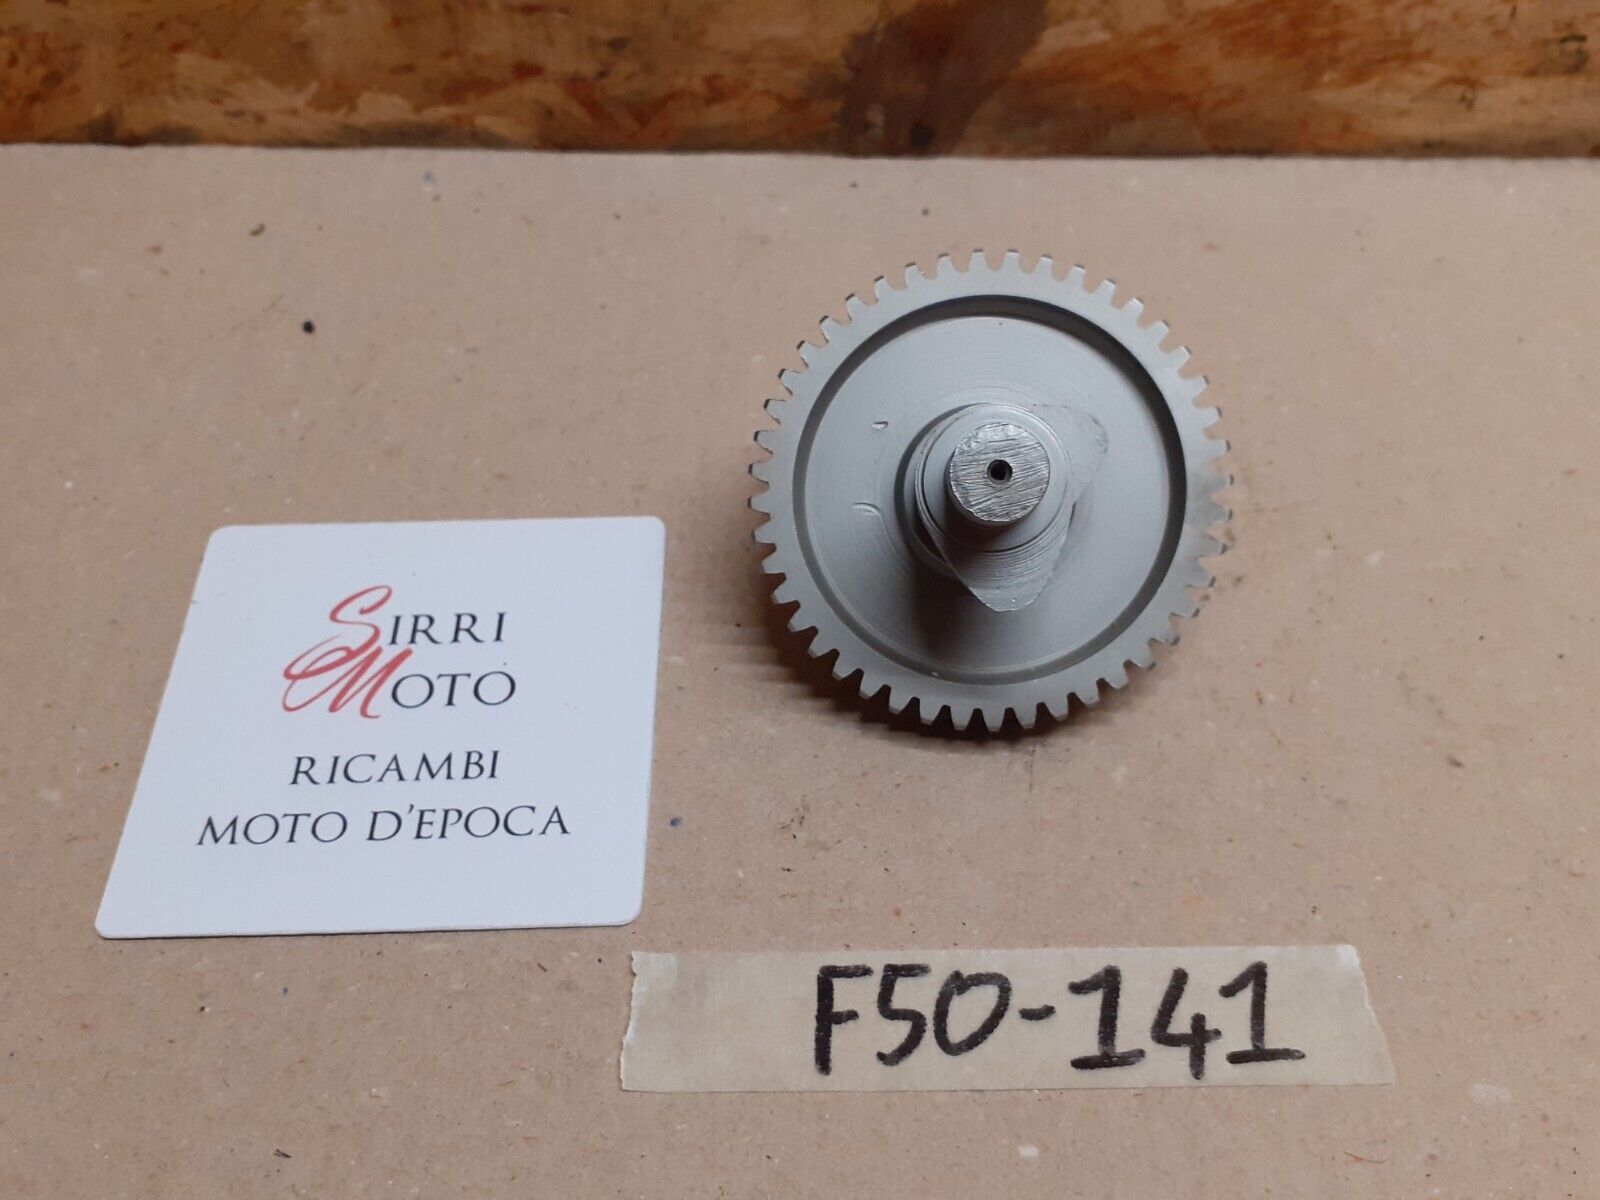 SIRRI
MOTO
RICAMBI
MOTO D'EPOCA
F50-141